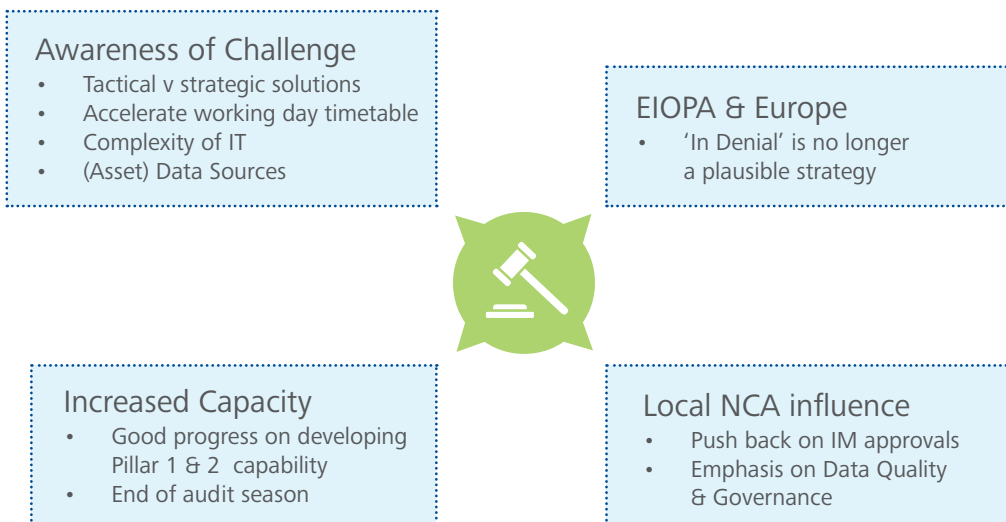 Awareness of Challenge
• Tactical v strategic solutions
• Accelerate working day timetable
• Complexity of IT
• (Asset) Data Sources
EIOPA & Europe
• ‘In Denial’ is no longer
a plausible strategy
Increased Capacity
• Good progress on developing
Pillar 1 & 2 capability
• End of audit season
Local NCA influence
• Push back on IM approvals
• Emphasis on Data Quality
& Governance